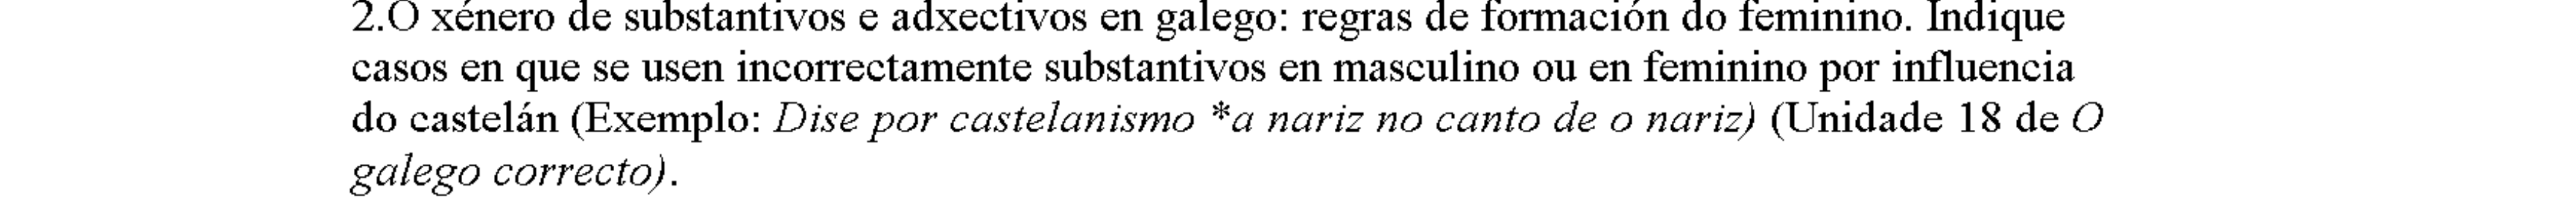 2.O xénero de substantivos e adxectivos en galego: regras de formación do feminino. Indique
casos en que se usen incorrectamente substantivos en masculino ou en feminino por influencia
do castelán (Exemplo: Dise por castelanismo *a nariz no canto de o nariz) (Unidade 18 de O
galego correcto).